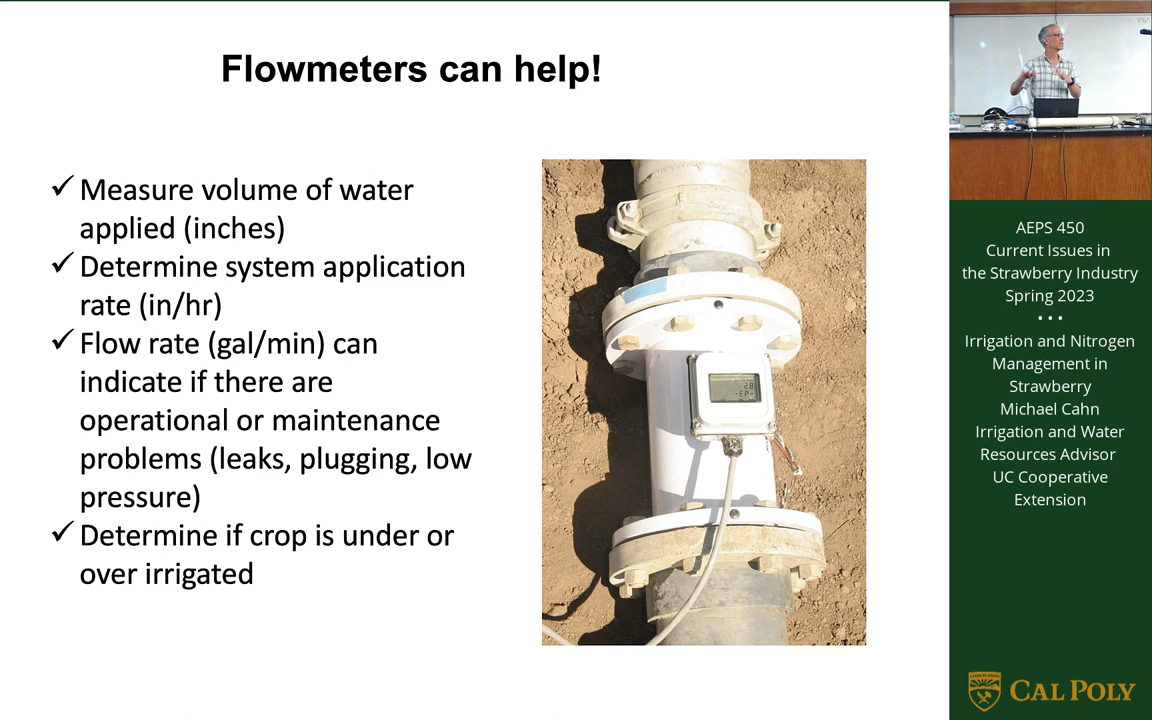 Flowmeters can help!
✓ Measure volume of water
applied (inches)
✓ Determine system application
rate (in/hr)
✓ Flow rate (gal/min) can
indicate if there are
operational or maintenance
problems (leaks, plugging, low
pressure)
✓ Determine if crop is under or
over irrigated
AEPS 450
Current Issues in
the Strawberry Industry
Spring 2023
• • •
Irrigation and Nitrogen
Management in
Strawberry
Michael Cahn
Irrigation and Water
Resources Advisor
UC Cooperative
Extension
CAL POLY